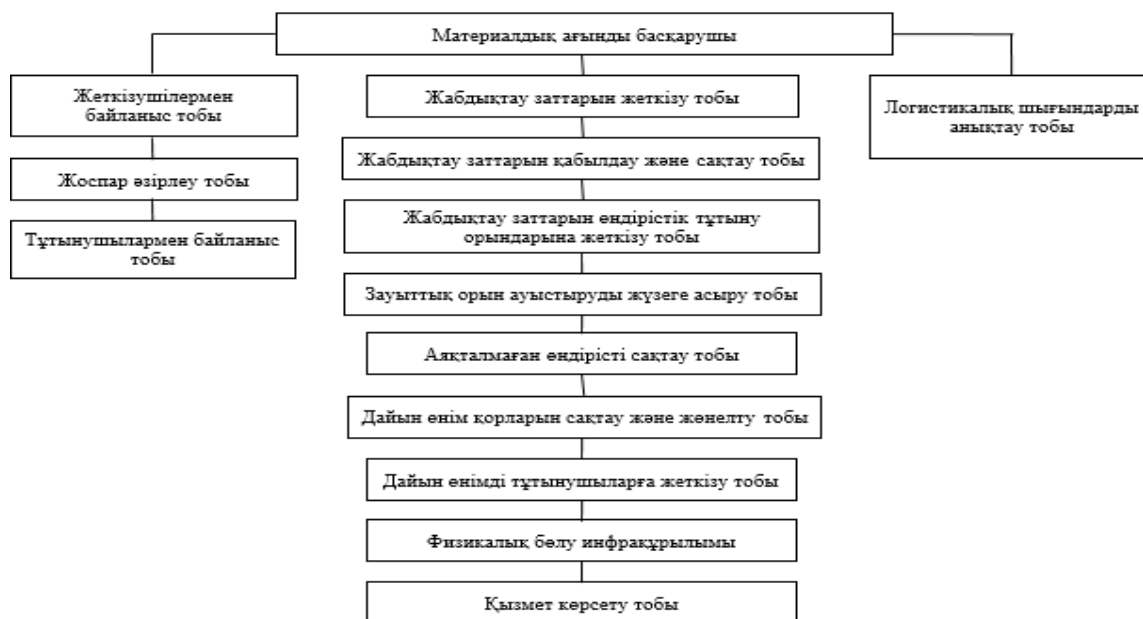 Материалдық ағынды басқарушы
Жеткізушілермен
байланыс тобы
Жоспар әзірлеу тобы
Тұтынушылармен байланыс
тобы
Жабдықтау заттарын жеткізу тобы
Жабдықтау заттарын қабылдау және сақтау тобы
Жабдықтау заттарын өндірістік тұтыну
орындарына жеткізу тобы
Зауыттық орын ауыстыруды жүзеге асыру тобы
Аяқталмаған өндірісті сақтау тобы
Дайын өнім қорларын сақтау және жөнелту тобы
Дайын өнімді тұтынушыларға жеткізу тобы
Физикалық бөлу инфрақұрылымы
Қызмет көрсету тобы
Логистикалық шығындарды
анықтау тобы